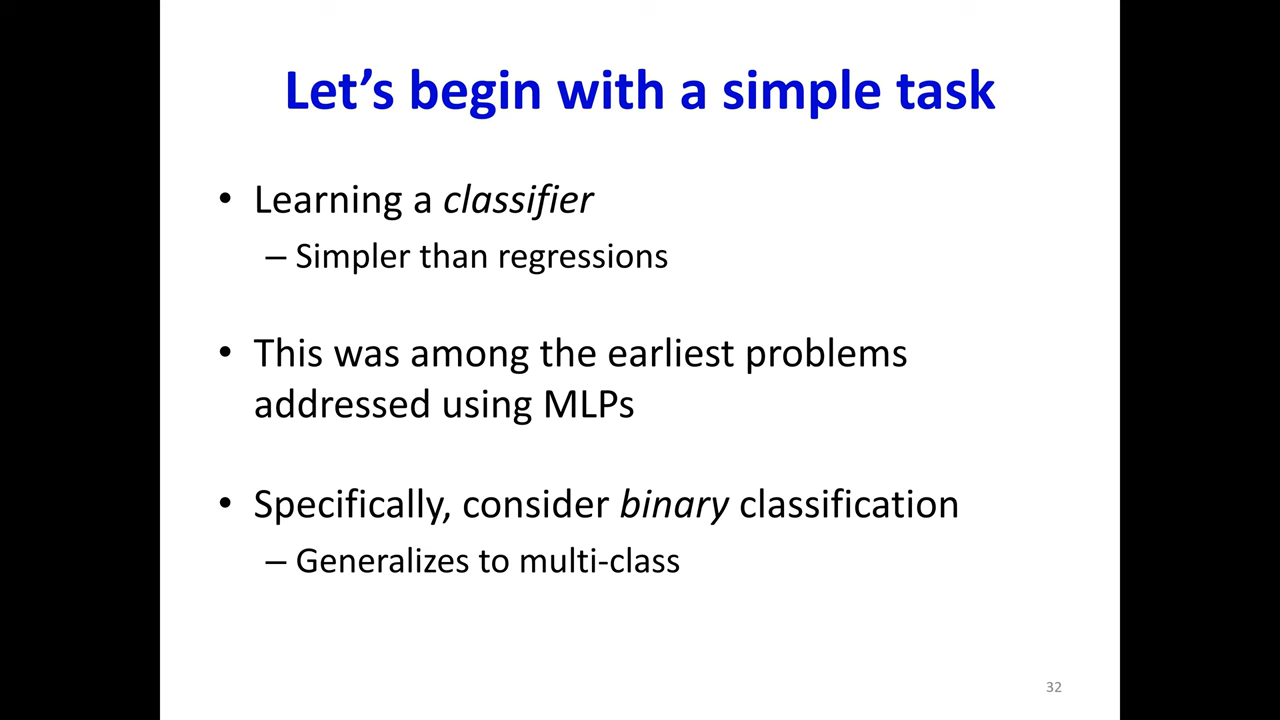 Let’s begin with a simple task
• Learning a classifier
– Simpler than regressions
• This was among the earliest problems
addressed using MLPs
• Specifically, consider binary classification
– Generalizes to multi-class
32